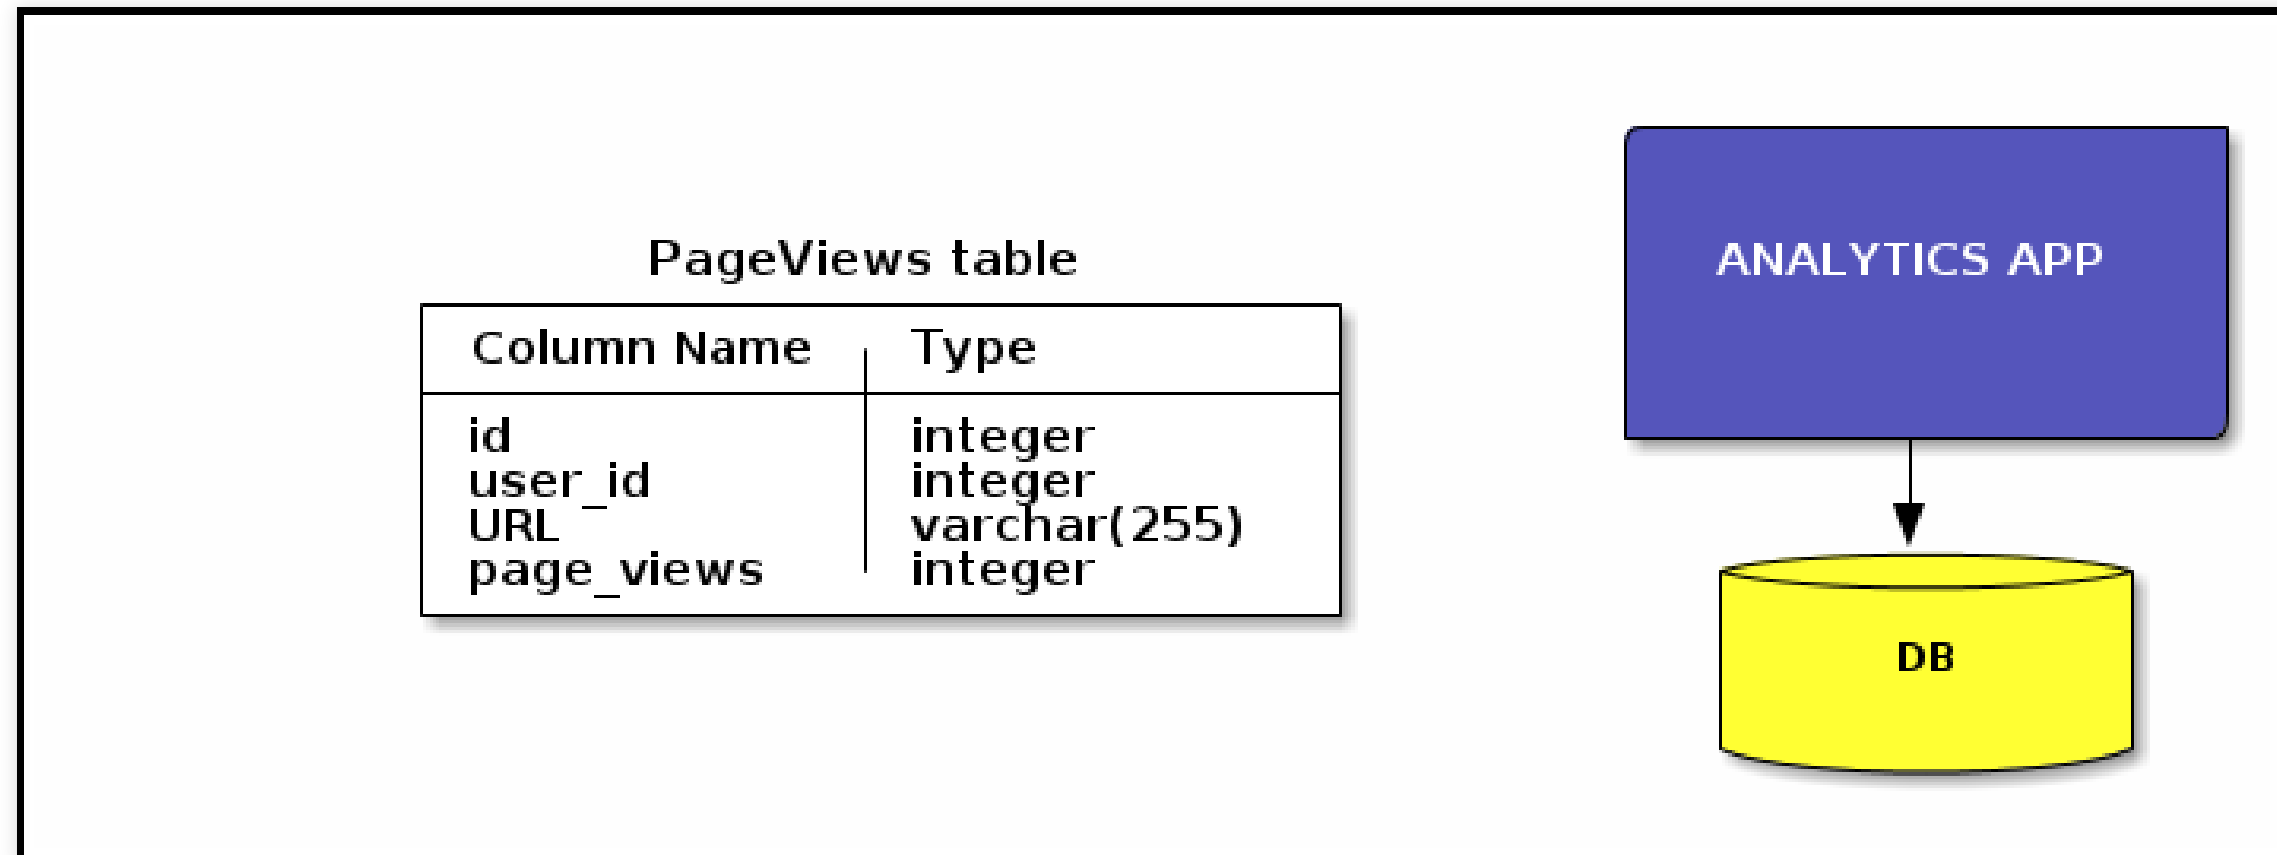 PageViews table
Column Name Type
id integer
user_id integer
URL varchar(255)
page_views integer
ANALYTICS APP
DB